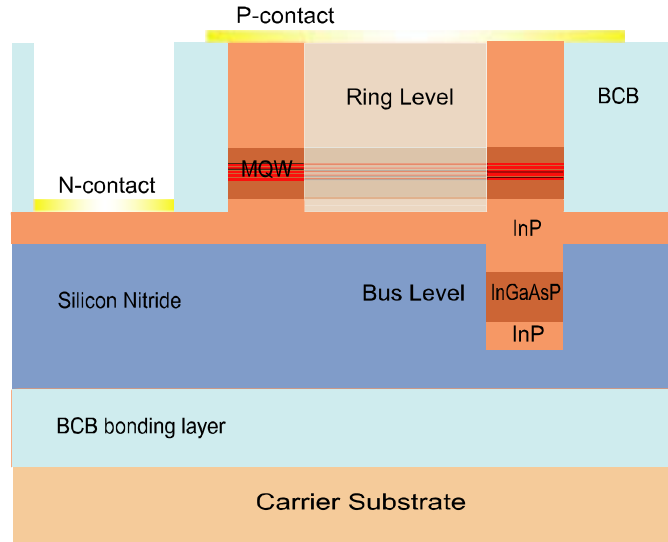 P-contact
Ring Level
BCB
MQW
N-contact
InP
Silicon Nitride
Bus Level
InGaAsP
InP
BCB bonding layer
Carrier Substrate